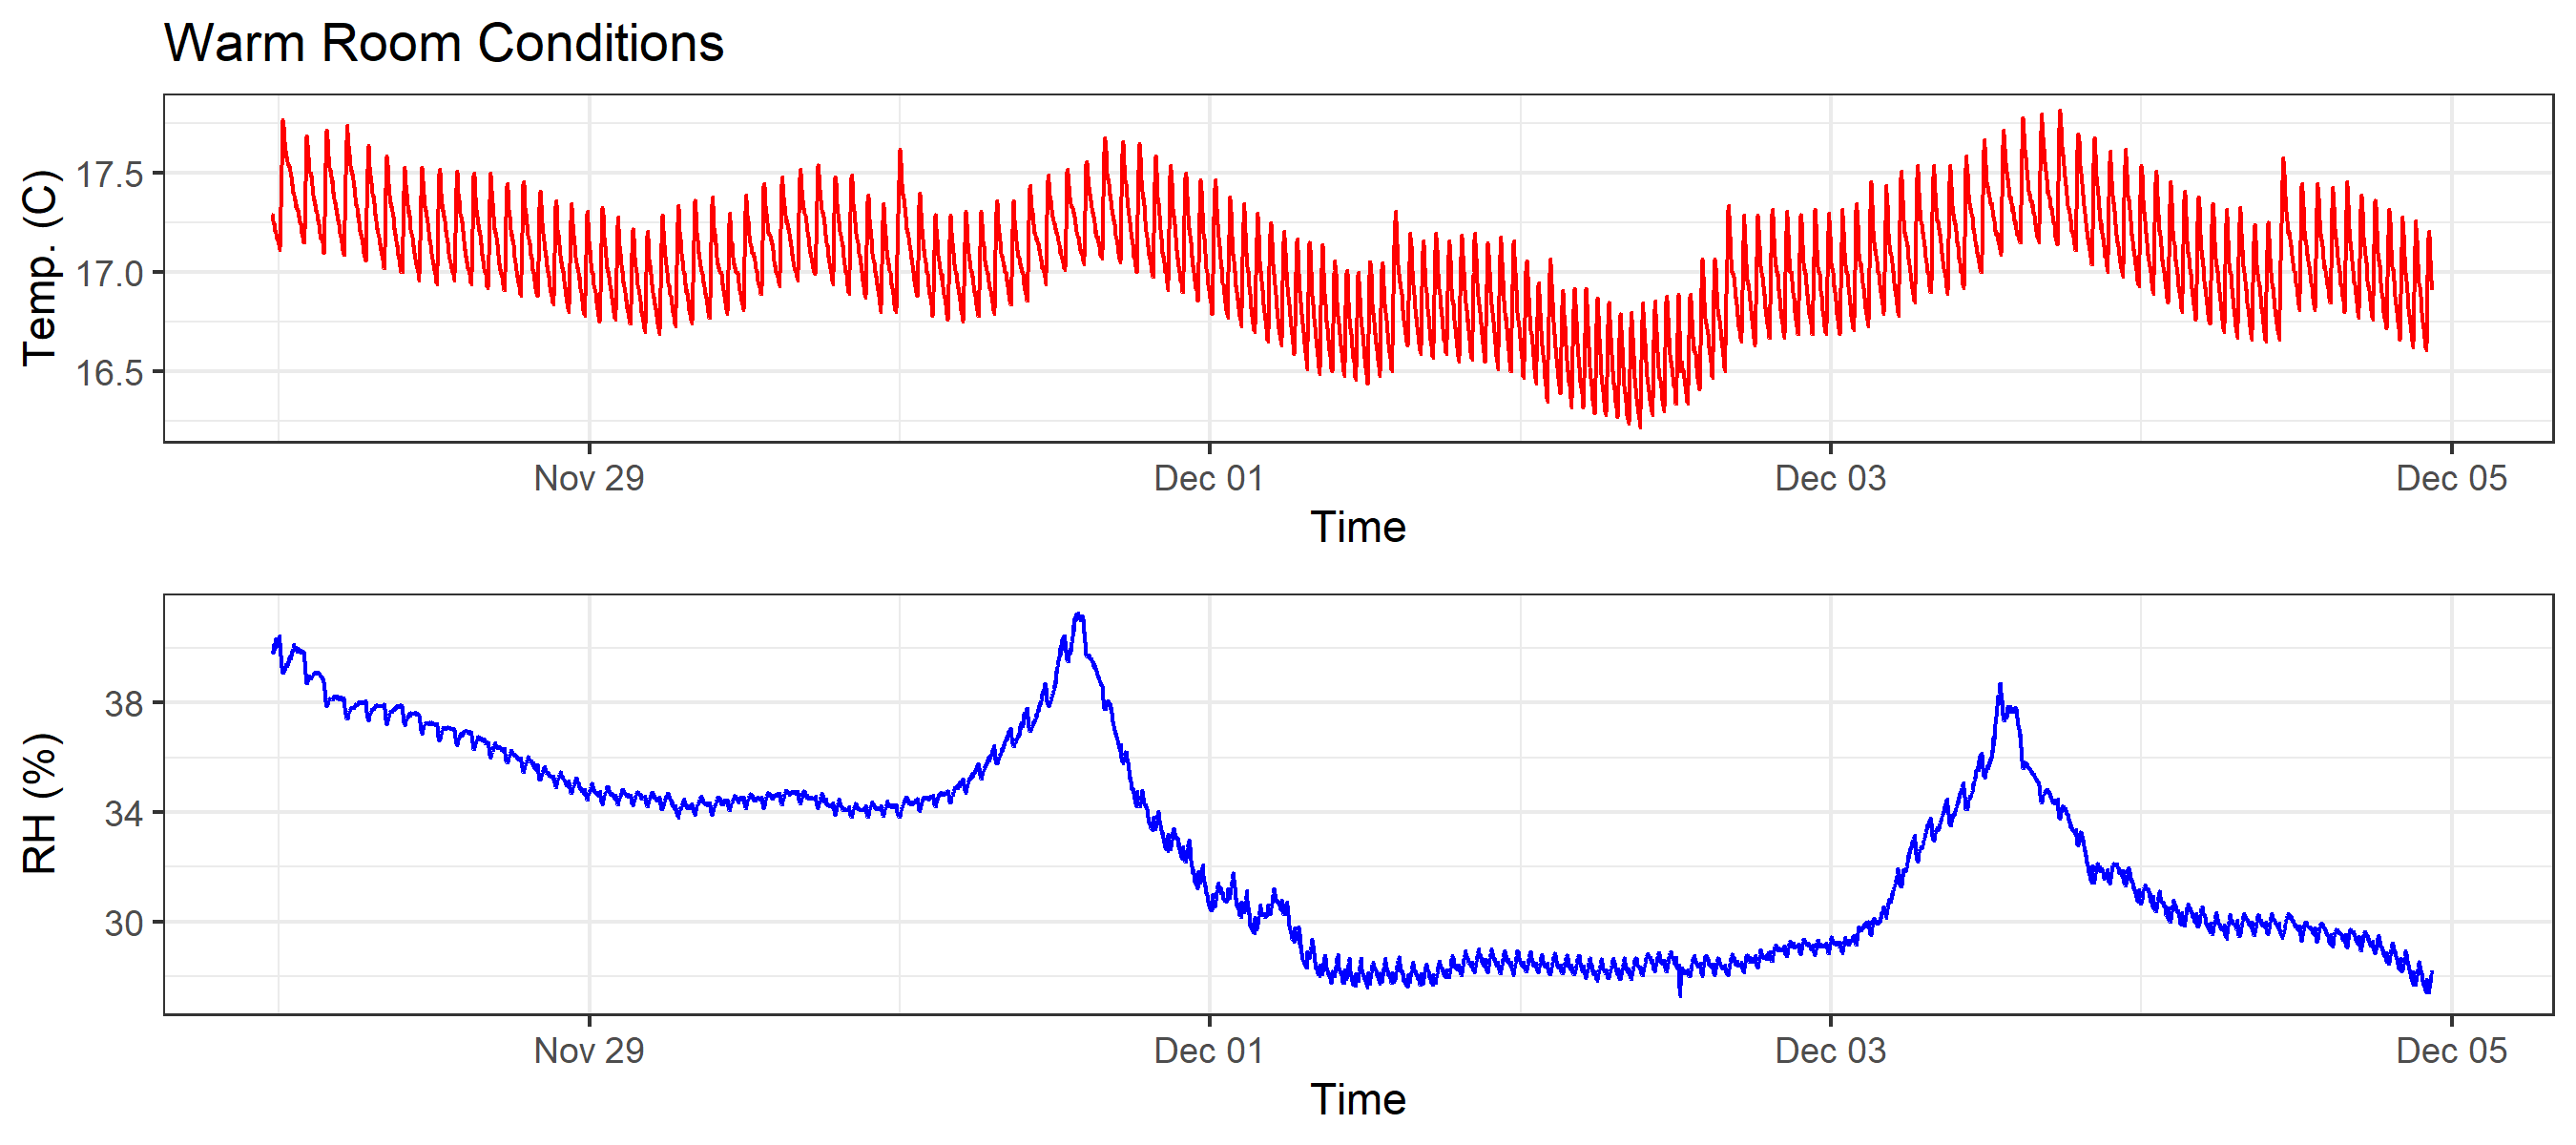 Warm Room Conditions
Temp. (C)
17.5
17.0
16.5
Nov 29
Dec 01
Dec 03
Dec 05
Time
RH (%)
38
34
30
Nov 29
Dec 01
Dec 03
Dec 05
Time